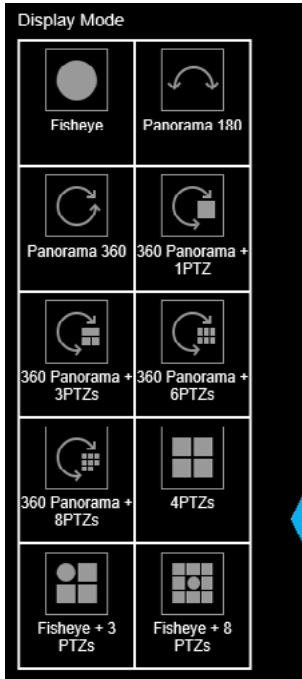 Display Mode
Fisheye
Panorama 180
Panorama 360
360 Panorama +
1PTZ
360 Panorama +
3PTZs
360 Panorama +
6PTZs
360 Panorama +
8PTZs
4PTZs
Fisheye + 3
PTZs
Fisheye + 8
PTZs